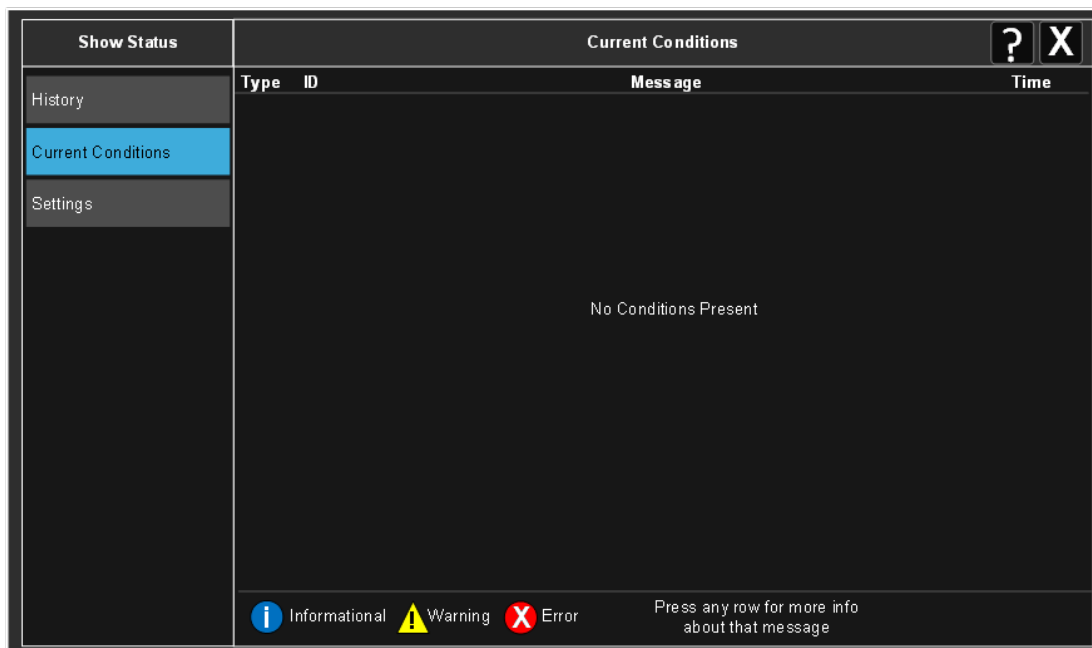 Show Status
Current Conditions
? X
History
Current Conditions
Settings
Type ID Message Time
No Conditions Present
i Informational ! Warning X Error
Press any row for more info
about that message